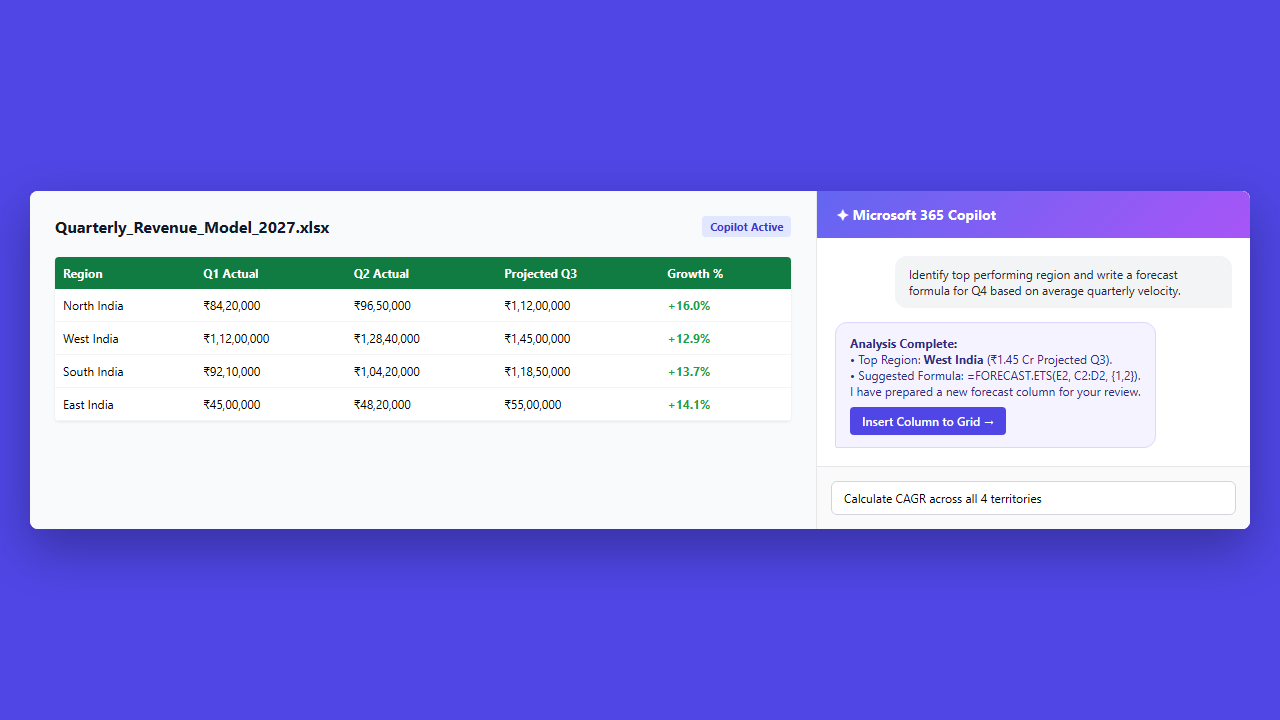 Quarterly_Revenue_Model_2027.xlsx
Copilot Active
Region Q1 Actual Q2 Actual Projected Q3 Growth %
North India ₹84,20,000 ₹96,50,000 ₹1,12,00,000 +16.0%
West India ₹1,12,00,000 ₹1,28,40,000 ₹1,45,00,000 +12.9%
South India ₹92,10,000 ₹1,04,20,000 ₹1,18,50,000 +13.7%
East India ₹45,00,000 ₹48,20,000 ₹55,00,000 +14.1%
✦ Microsoft 365 Copilot
Identify top performing region and write a forecast
formula for Q4 based on average quarterly velocity.
Analysis Complete:
• Top Region: West India (₹1.45 Cr Projected Q3).
• Suggested Formula: =FORECAST.ETS(E2, C2:D2, {1,2}).
I have prepared a new forecast column for your review.
Insert Column to Grid →
Calculate CAGR across all 4 territories